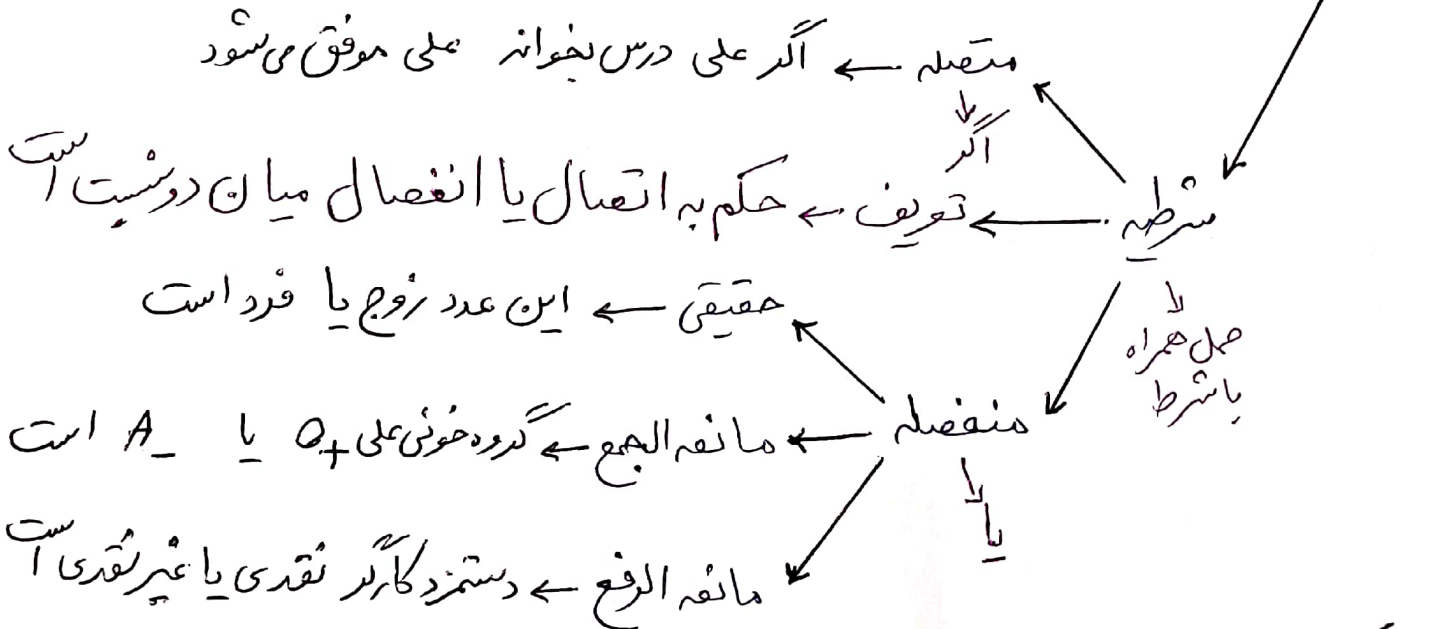 متصله ← اگر علی درس بخواند علی موفق می‌شود
↓
اگر
شرطیه ← تعریف ← حکم به اتصال یا انفصال میان دو نسبت است
↓
حمل همراه
با شرط
حقیقی ← این عدد زوج یا فرد است
منفصله ← مانعه الجمع ← گروه خونی علی O+ یا A- است
↓
یا
مانعه الرفع ← دستمزد کارگر نقدی یا غیر نقدی است